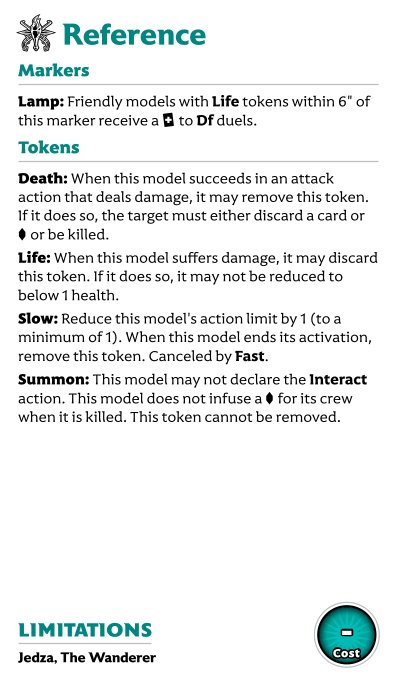 Reference
Markers
Lamp: Friendly models with Life tokens within 6" of
this marker receive a to Df duels.
Tokens
Death: When this model succeeds in an attack
action that deals damage, it may remove this token.
If it does so, the target must either discard a card or
or be killed.
Life: When this model suffers damage, it may discard
this token. If it does so, it may not be reduced to
below 1 health.
Slow: Reduce this model's action limit by 1 (to a
minimum of 1). When this model ends its activation,
remove this token. Canceled by Fast.
Summon: This model may not declare the Interact
action. This model does not infuse a for its crew
when it is killed. This token cannot be removed.
LIMITATIONS
Jedza, The Wanderer
-
Cost